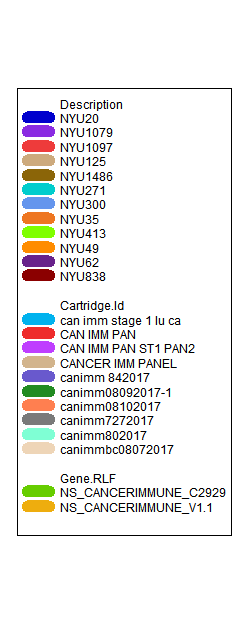 Description
NYU20
NYU1079
NYU1097
NYU125
NYU1486
NYU271
NYU300
NYU35
NYU413
NYU49
NYU62
NYU838
Cartridge.Id
can imm stage 1 lu ca
CAN IMM PAN
CAN IMM PAN ST1 PAN2
CANCER IMM PANEL
canimm 842017
canimm08092017-1
canimm08102017
canimm7272017
canimm802017
canimmbc08072017
Gene.RLF
NS_CANCERIMMUNE_C2929
NS_CANCERIMMUNE_V1.1